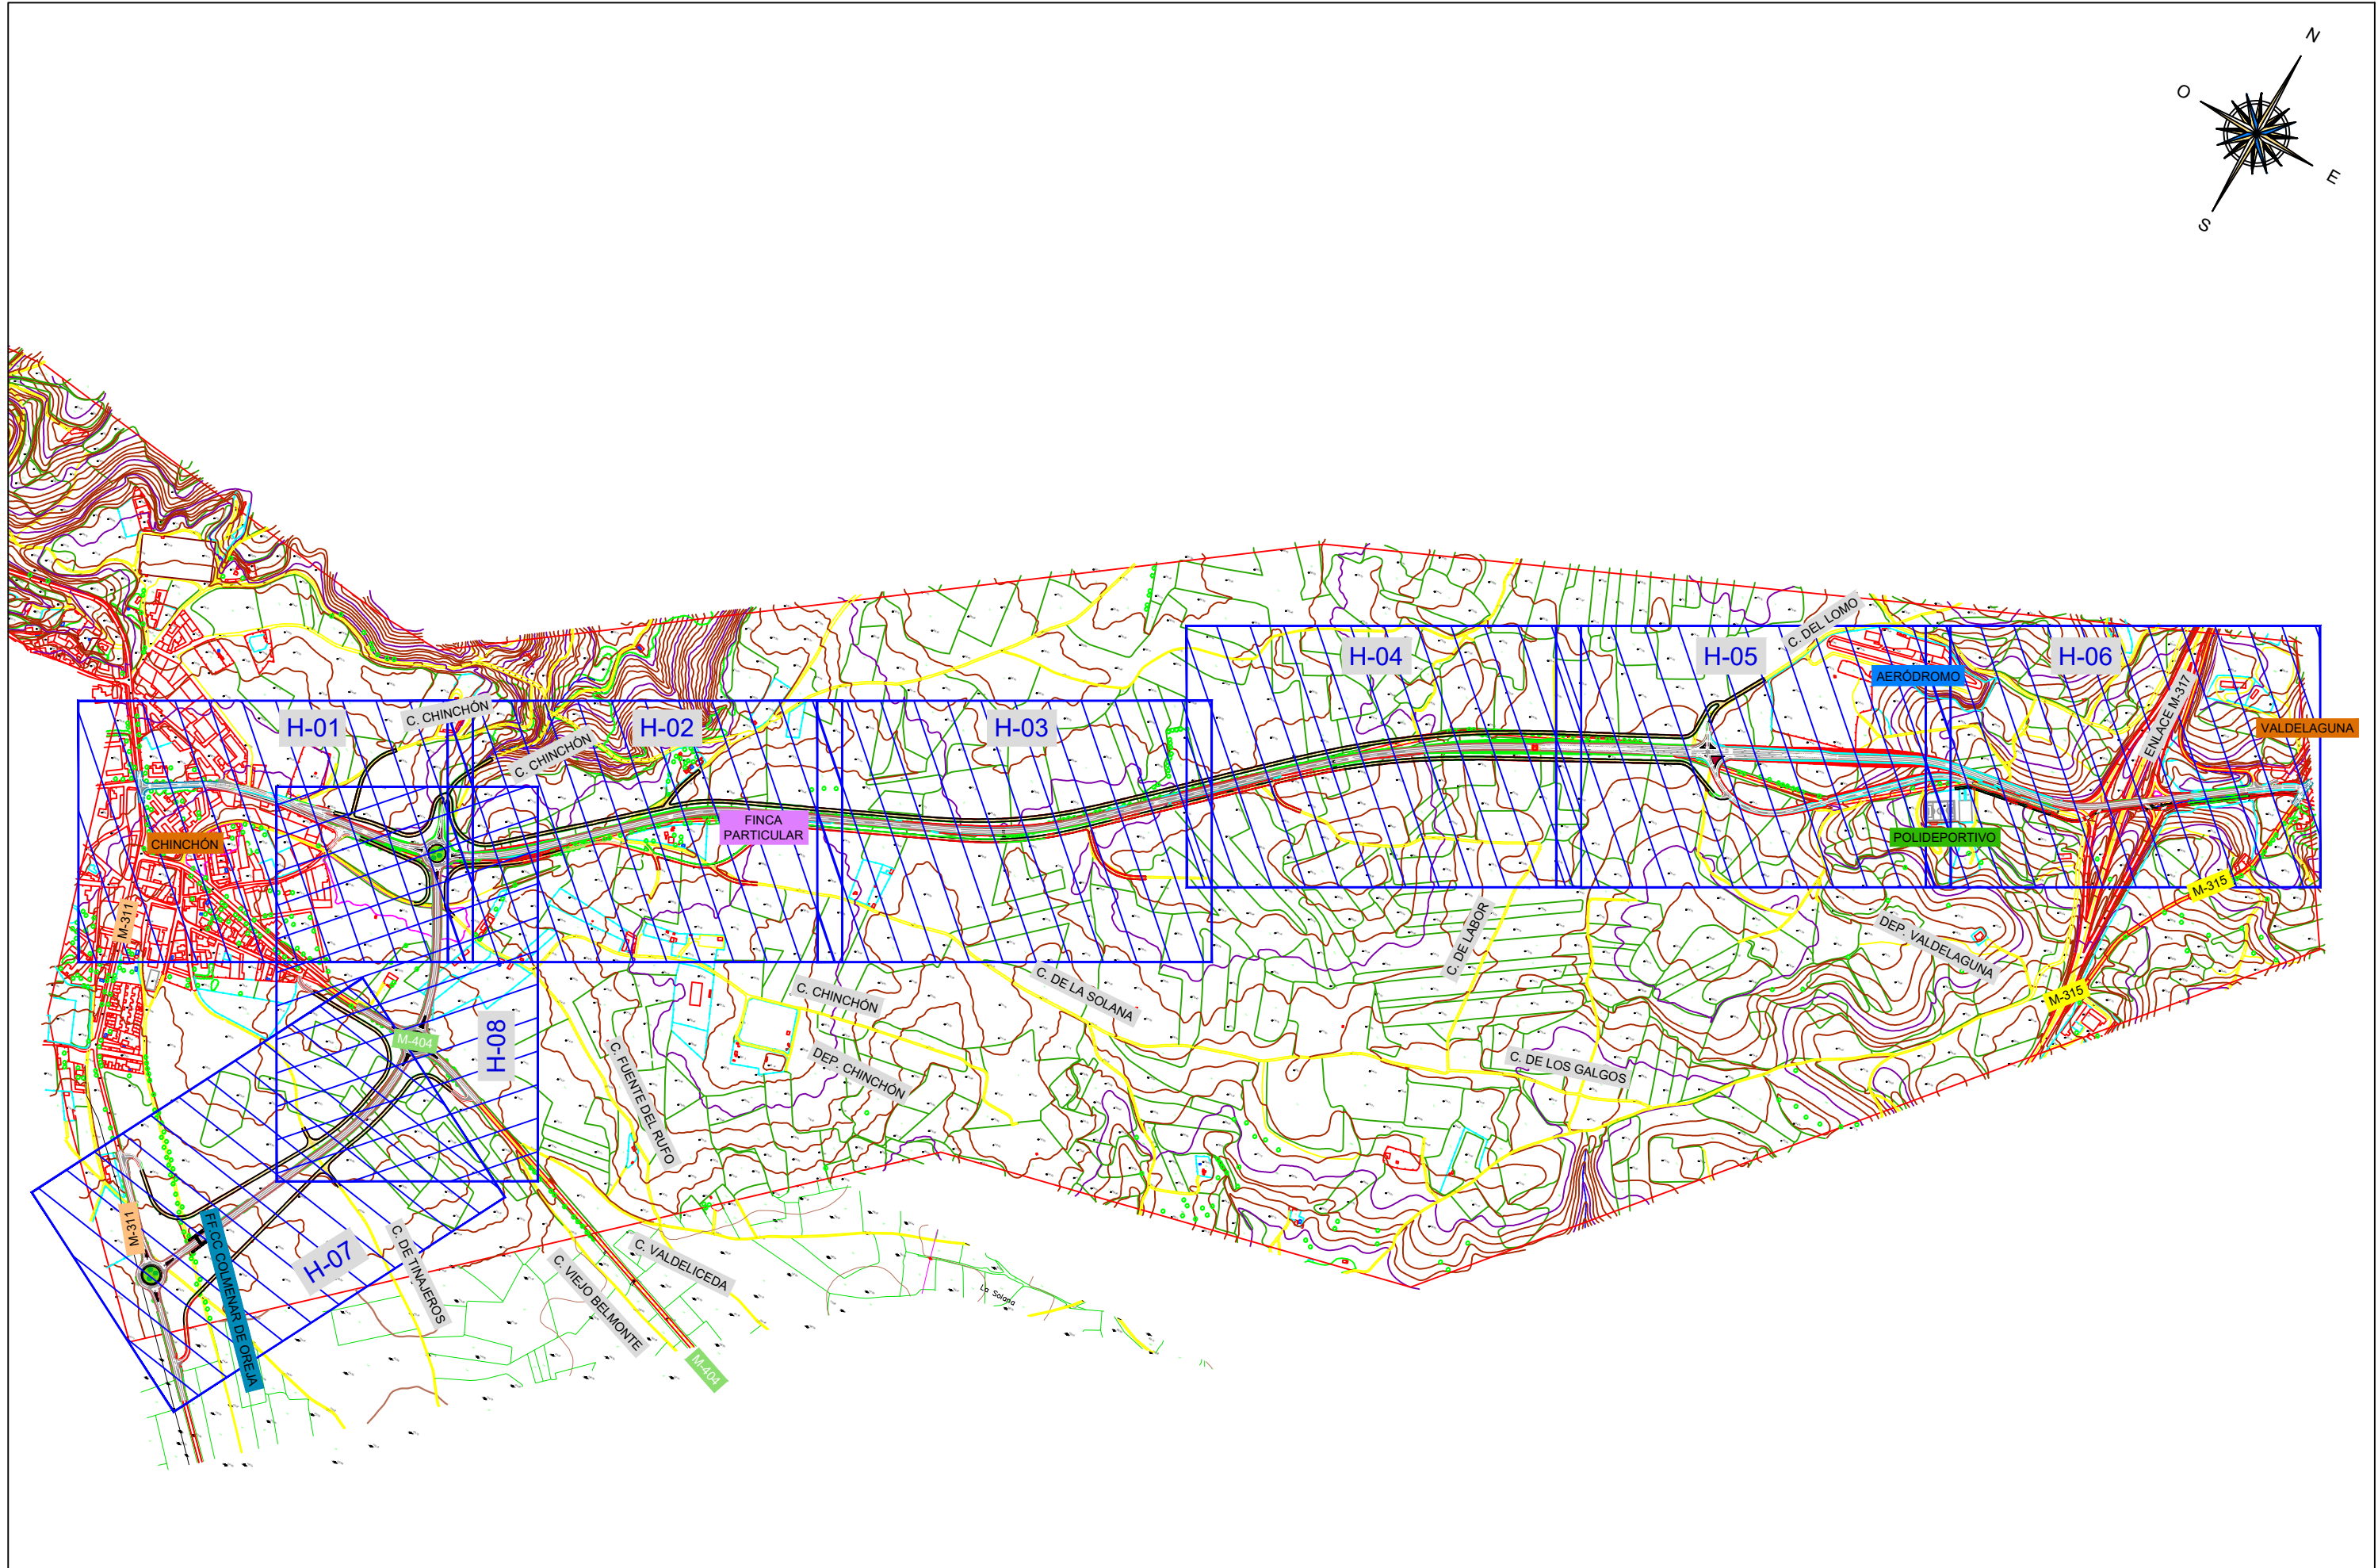 N
O
E
S
C. DEL LOMO
H-04
H-05
H-06
AERÓDROMO
ENLACE M-317
C. CHINCHÓN
H-01
H-02
H-03
VALDELAGUNA
C. CHINCHÓN
FINCA
PARTICULAR
POLIDEPORTIVO
CHINCHÓN
M-315
M-311
C. DE LABOR
DEP. VALDELAGUNA
C. CHINCHÓN
C. DE LA SOLANA
M-315
M-404
H-08
DEP. CHINCHÓN
C. DE LOS GALGOS
C. FUENTE DEL RUFO
M-311
FF.CC COLMENAR DE OREJA
H-07
C. DE TINAJEROS
C. VIEJO BELMONTE
C. VALDELICEDA
La Solana
M-404